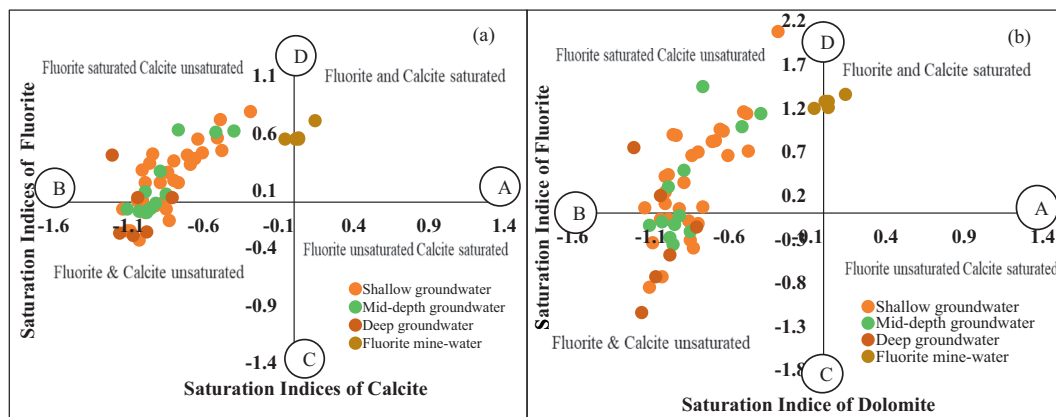 (a)
D
Fluorite saturated Calcite unsaturated
Fluorite and Calcite saturated
1.1
0.6
0.1
-0.4
-0.9
-1.4
B
A
-1.6
-1.1
-0.6
-0.1
0.4
0.9
1.4
Fluorite unsaturated Calcite saturated
Fluorite & Calcite unsaturated
Shallow groundwater
Mid-depth groundwater
Deep groundwater
Fluorite mine-water
C
Saturation Indices of Fluorite
Saturation Indices of Calcite
(b)
2.2
D
Fluorite saturated Calcite unsaturated
Fluorite and Calcite saturated
1.7
1.2
0.7
0.2
-0.3
-0.8
-1.3
-1.8
B
A
-1.6
-1.1
-0.6
-0.1
0.4
0.9
1.4
Fluorite unsaturated Calcite saturated
Fluorite & Calcite unsaturated
Shallow groundwater
Mid-depth groundwater
Deep groundwater
Fluorite mine-water
C
Saturation Indice of Fluorite
Saturation Indice of Dolomite